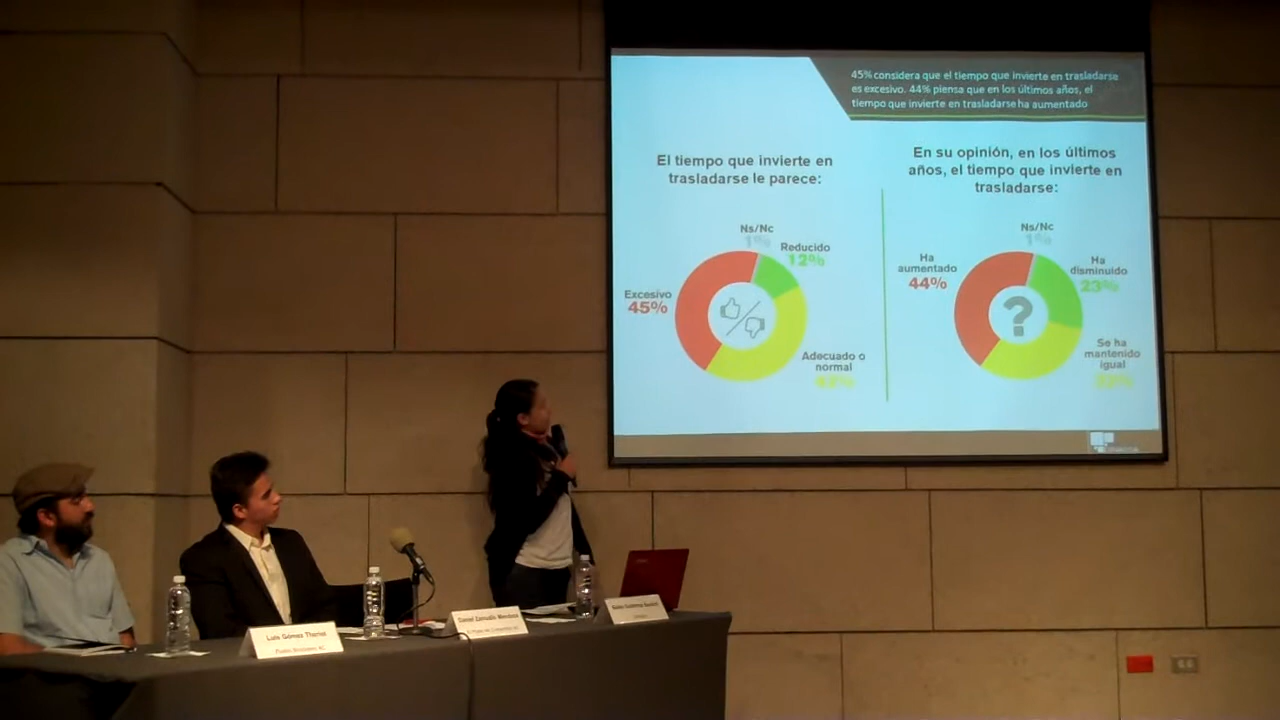 45% considera que el tiempo que invierte en trasladarse
es excesivo. 44% piensa que en los últimos años, el
tiempo que invierte en trasladarse ha aumentado
El tiempo que invierte en
trasladarse le parece:
Ns/Nc
1%
Reducido
12%
Excesivo
45%
Adecuado o
normal
En su opinión, en los últimos
años, el tiempo que invierte en
trasladarse:
Ns/Nc
1%
Ha
aumentado
44%
Ha
disminuido
23%
Se ha
mantenido
igual
?
Luis Gómez Theriot
Daniel Zamudio Mendoza